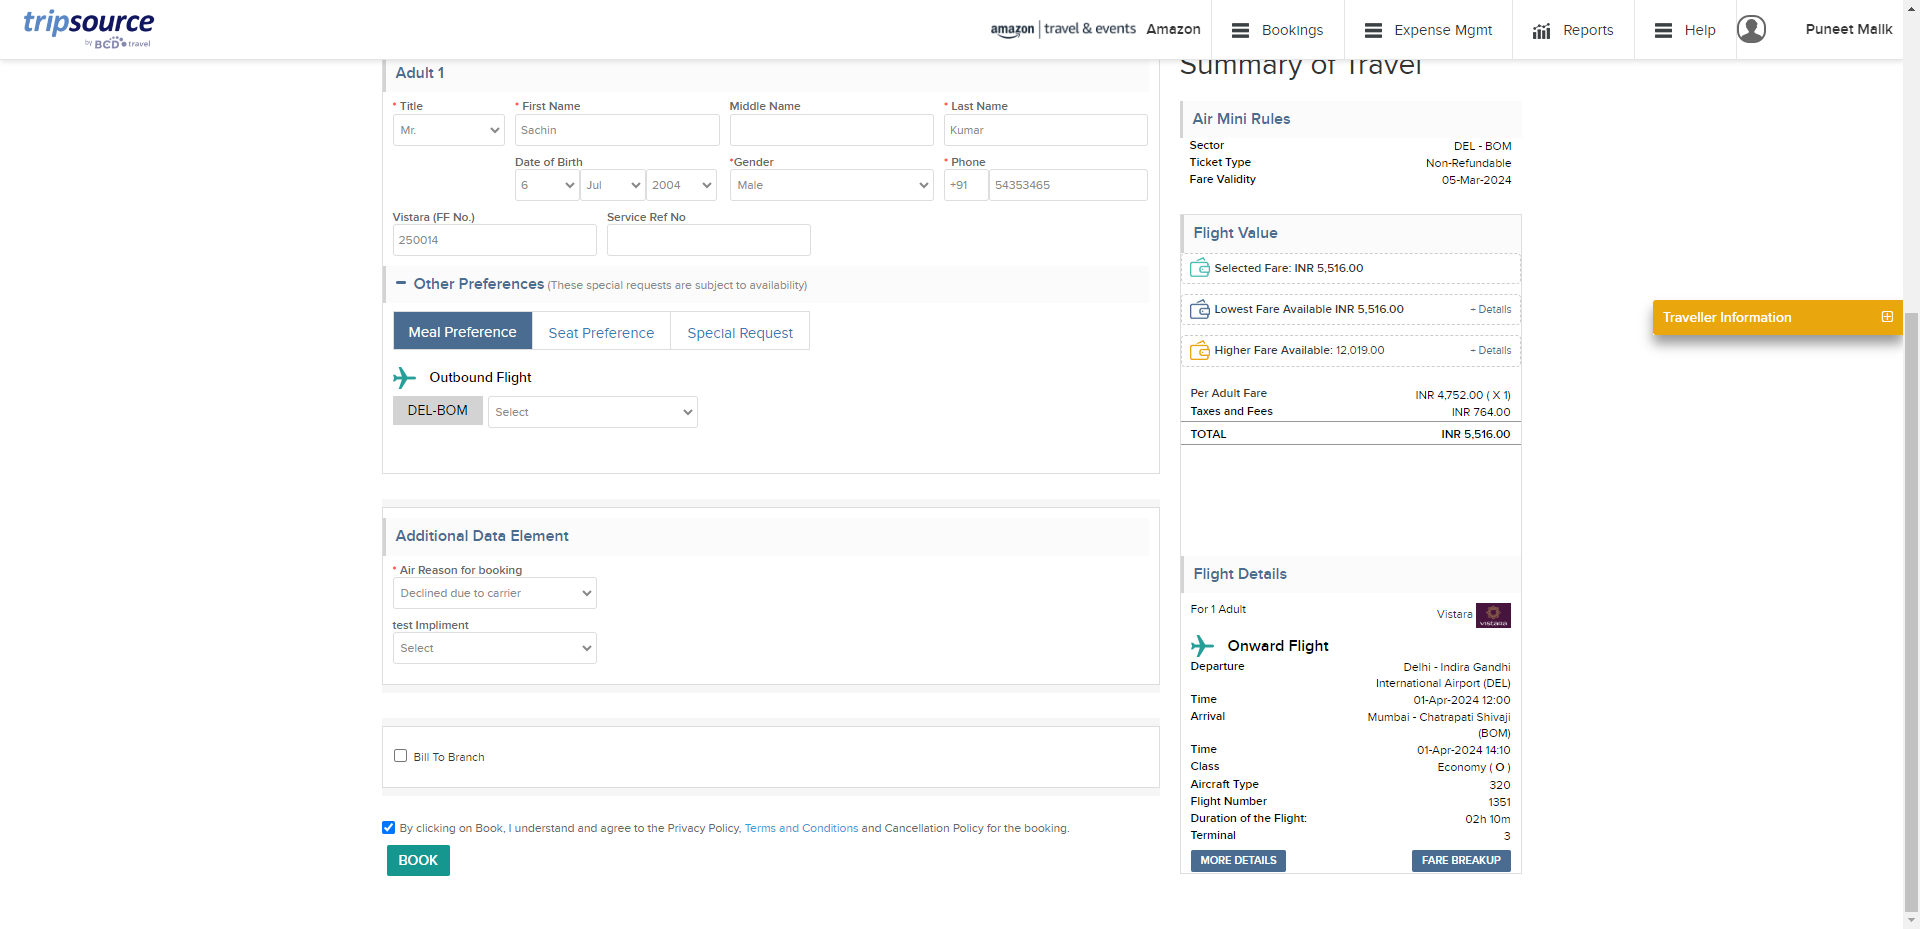 tripsource
by BCD travel
amazon | travel & events Amazon
Bookings
Expense Mgmt
Reports
Help
Puneet Malik
Adult 1
* Title
* First Name
Middle Name
* Last Name
Mr.
Sachin
Kumar
Date of Birth
*Gender
* Phone
6
Jul
2004
Male
+91
54353465
Vistara (FF No.)
Service Ref No
250014
Other Preferences (These special requests are subject to availability)
Meal Preference
Seat Preference
Special Request
Outbound Flight
DEL-BOM
Select
Additional Data Element
* Air Reason for booking
Declined due to carrier
test Impliment
Select
Bill To Branch
By clicking on Book, I understand and agree to the Privacy Policy, Terms and Conditions and Cancellation Policy for the booking.
BOOK
Summary of Travel
Air Mini Rules
Sector DEL - BOM
Ticket Type Non-Refundable
Fare Validity 05-Mar-2024
Flight Value
Selected Fare: INR 5,516.00
Lowest Fare Available INR 5,516.00 + Details
Higher Fare Available: 12,019.00 + Details
Per Adult Fare INR 4,752.00 ( X 1)
Taxes and Fees INR 764.00
TOTAL INR 5,516.00
Flight Details
For 1 Adult Vistara
VISTARA
Onward Flight
Departure Delhi - Indira Gandhi
International Airport (DEL)
Time 01-Apr-2024 12:00
Arrival Mumbai - Chatrapati Shivaji
(BOM)
Time 01-Apr-2024 14:10
Class Economy ( O )
Aircraft Type 320
Flight Number 1351
Duration of the Flight: 02h 10m
Terminal 3
MORE DETAILS
FARE BREAKUP
Traveller Information